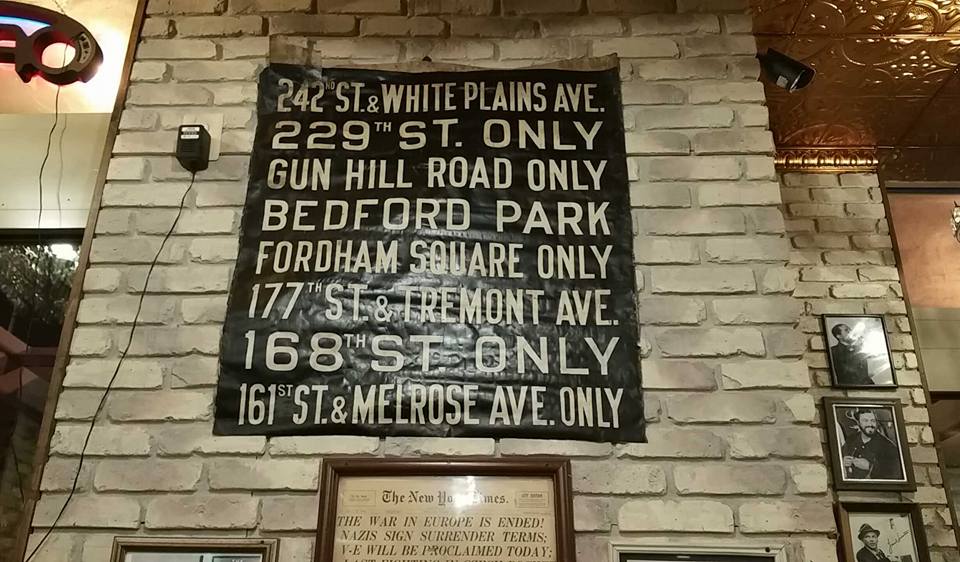 242ND ST. & WHITE PLAINS AVE.
229TH ST. ONLY
GUN HILL ROAD ONLY
BEDFORD PARK
FORDHAM SQUARE ONLY
177TH ST. & TREMONT AVE.
168TH ST. ONLY
161ST ST. & MELROSE AVE. ONLY
The New York Times.
THE WAR IN EUROPE IS ENDED!
NAZIS SIGN SURRENDER TERMS;
V-E WILL BE PROCLAIMED TODAY;